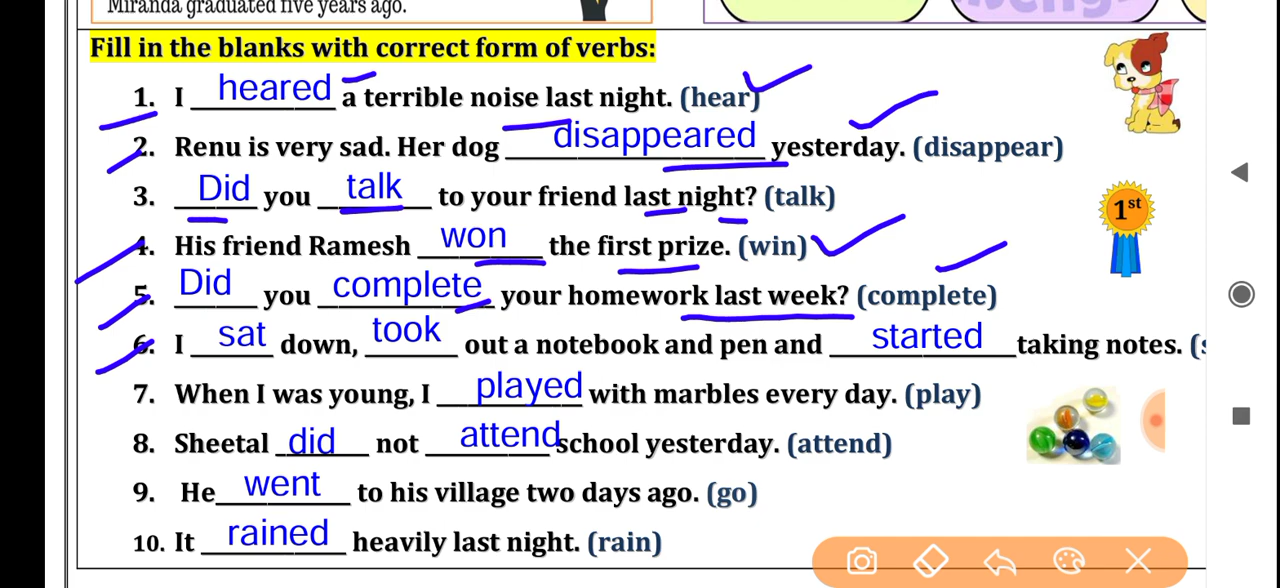 Miranda graduated five years ago.
Fill in the blanks with correct form of verbs:
1. I heared a terrible noise last night. (hear)
2. Renu is very sad. Her dog disappeared yesterday. (disappear)
3. Did you talk to your friend last night? (talk)
4. His friend Ramesh won the first prize. (win)
5. Did you complete your homework last week? (complete)
6. I sat down, took out a notebook and pen and started taking notes. (s
7. When I was young, I played with marbles every day. (play)
8. Sheetal did not attend school yesterday. (attend)
9. He went to his village two days ago. (go)
10. It rained heavily last night. (rain)
1st